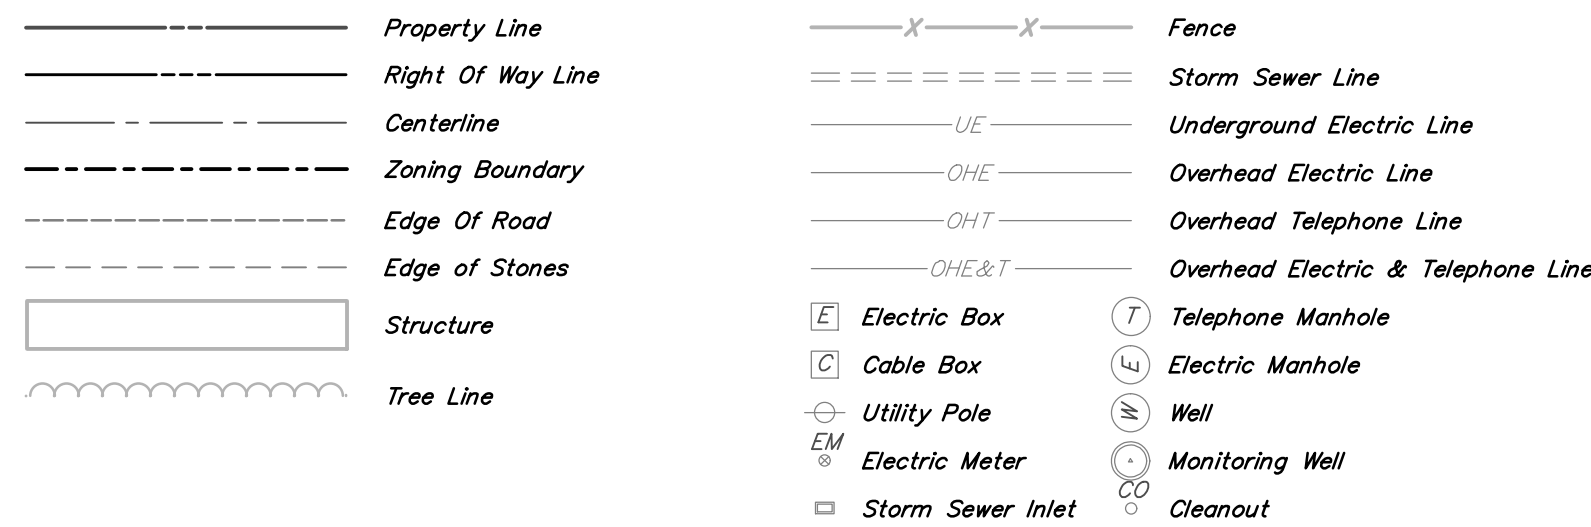 Property Line
Right Of Way Line
Centerline
Zoning Boundary
Edge Of Road
Edge of Stones
Structure
Tree Line
X X Fence
Storm Sewer Line
UE Underground Electric Line
OHE Overhead Electric Line
OHT Overhead Telephone Line
OHE&T Overhead Electric & Telephone Line
E Electric Box T Telephone Manhole
C Cable Box E Electric Manhole
Utility Pole W Well
EM Electric Meter Monitoring Well
Storm Sewer Inlet CO Cleanout